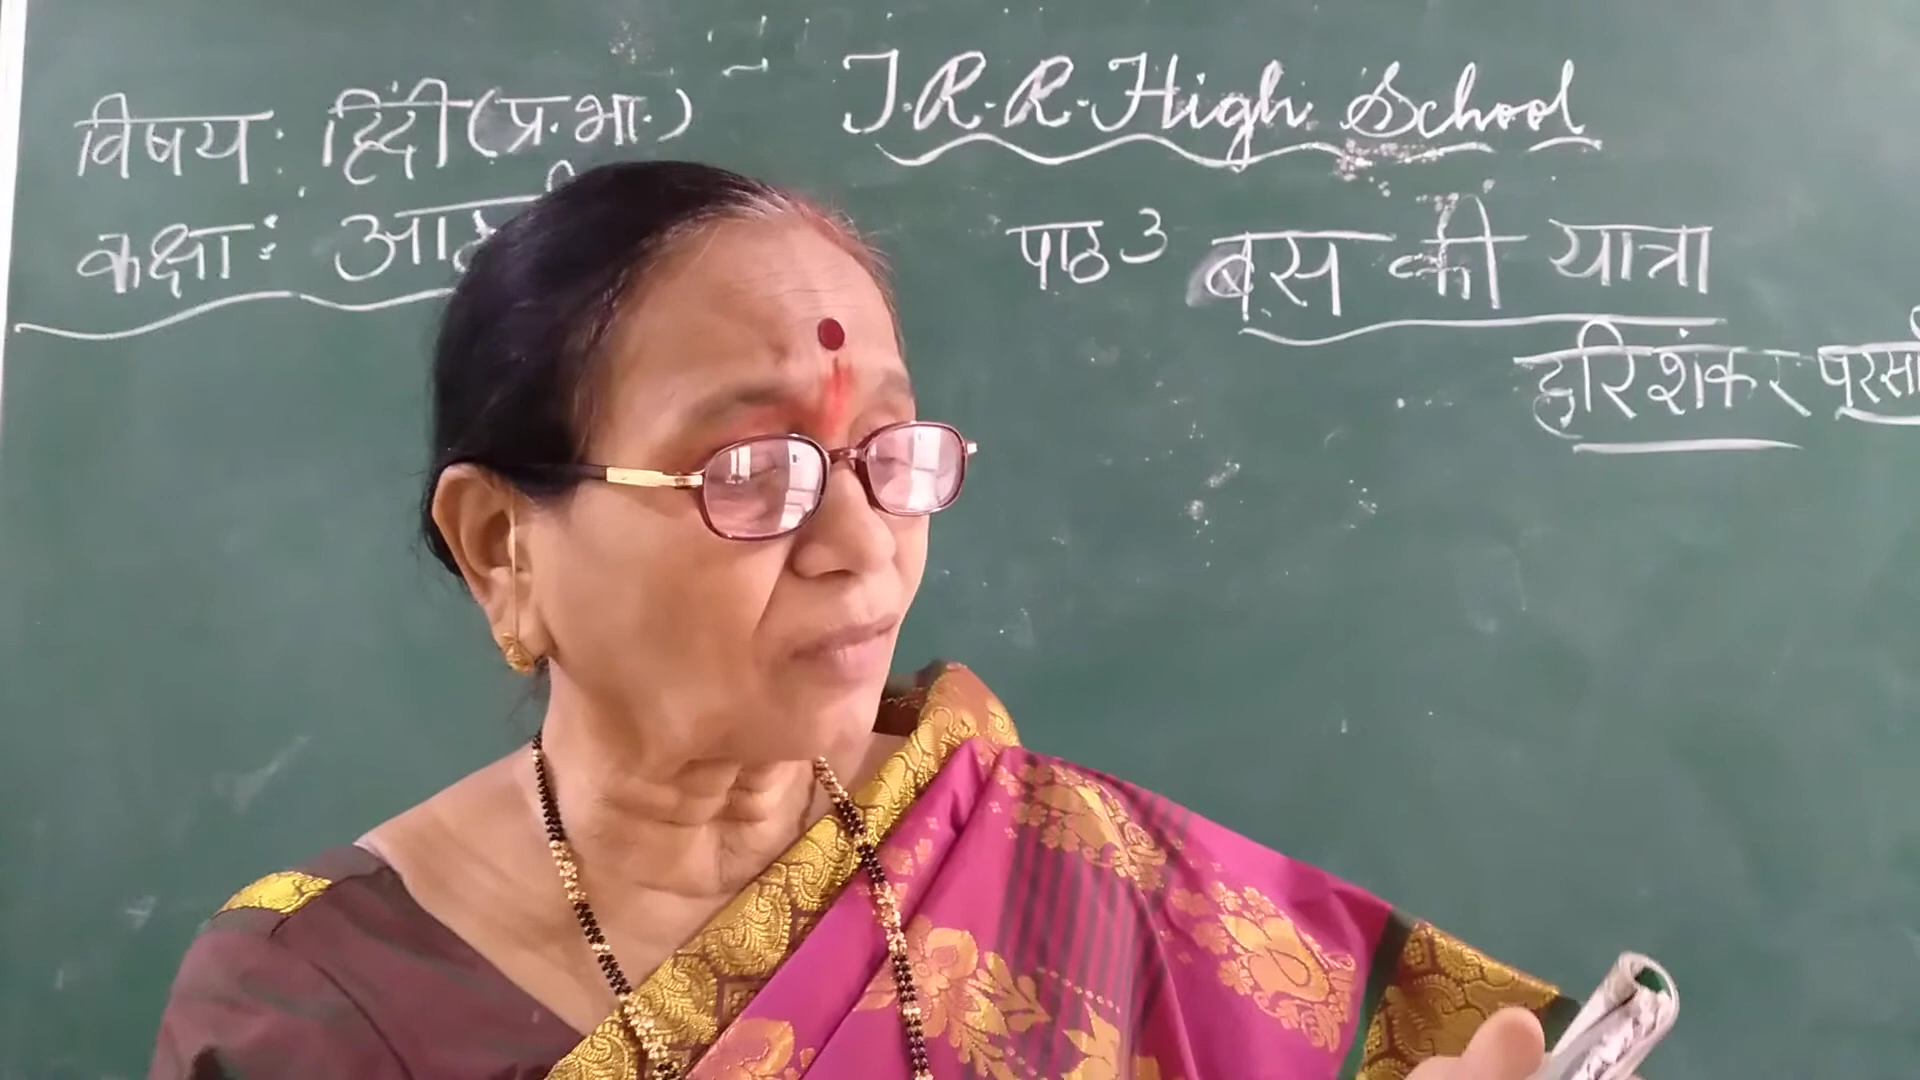 विषय: हिंदी (प्र.भा.)
J.R.R. High School
कक्षा:
पाठ 3 बस की यात्रा
हरिशंकर